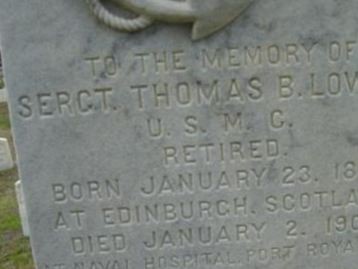 TO THE MEMORY OF
SERGT. THOMAS B. LOV
U. S. M. C.
RETIRED.
BORN JANUARY 23. 18
AT EDINBURGH, SCOTLA
DIED JANUARY 2. 190
AT NAVAL HOSPITAL, PORT ROYA